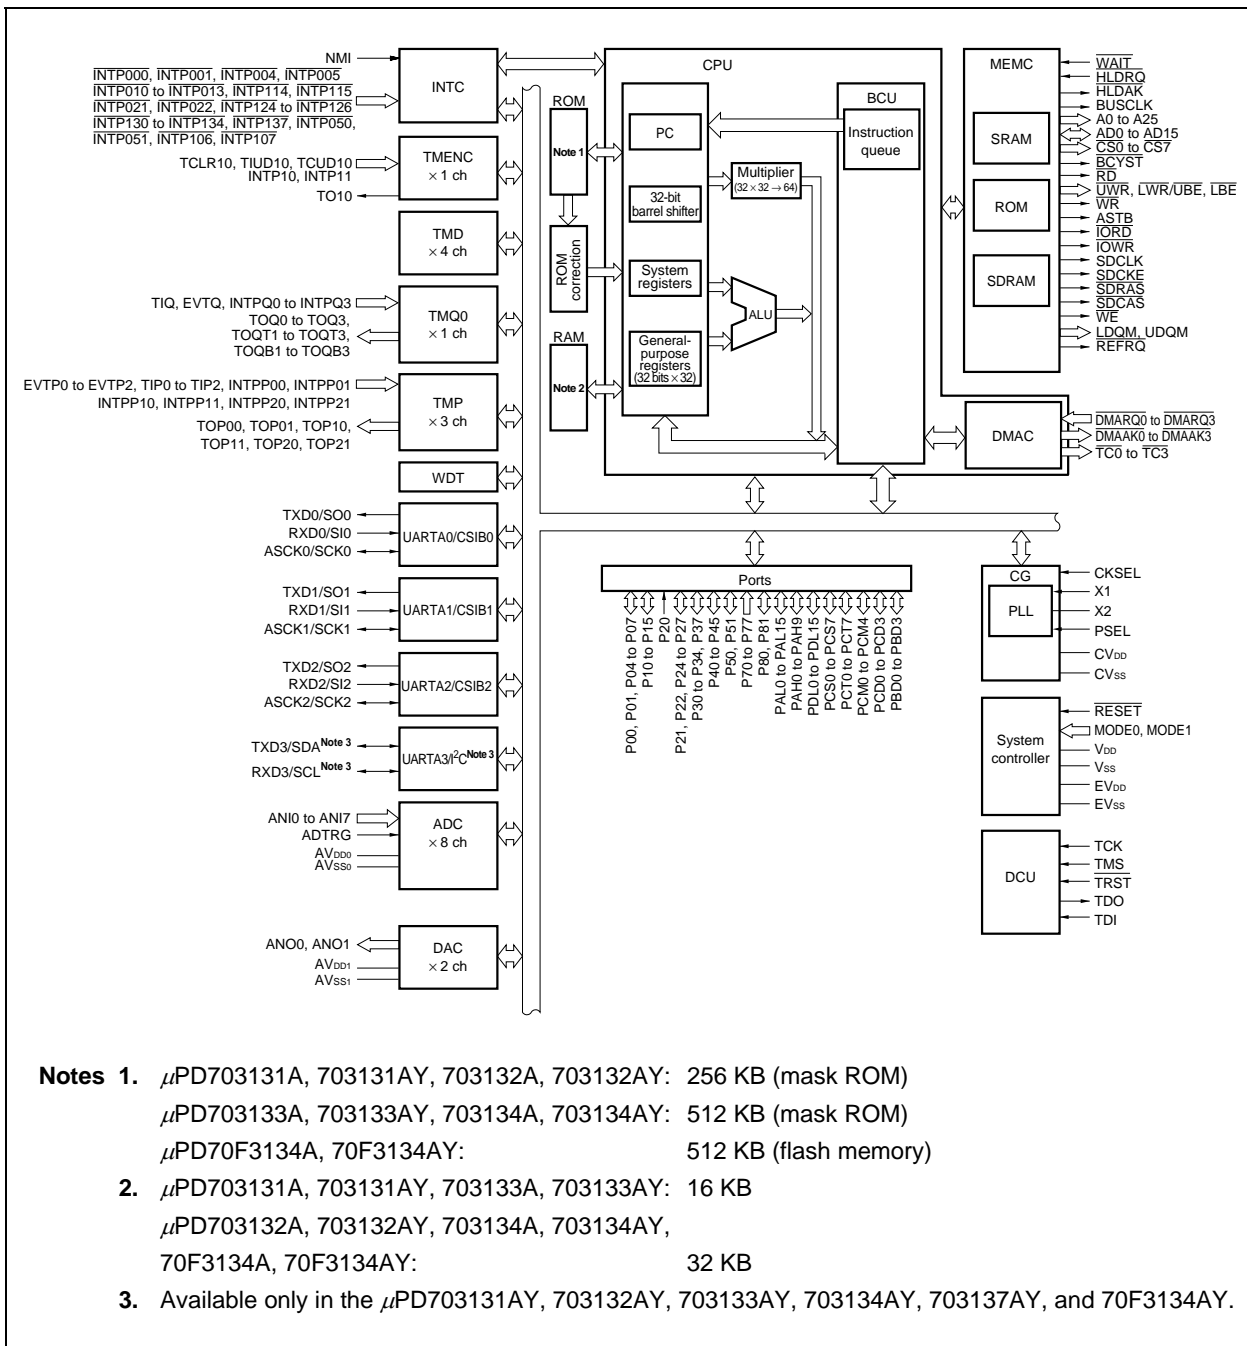 NMI
INTP000, INTP001, INTP004, INTP005
INTP010 to INTP013, INTP114, INTP115
INTP021, INTP022, INTP124 to INTP126
INTP130 to INTP134, INTP137, INTP050,
INTP051, INTP106, INTP107
INTC
TCLR10, TIUD10, TCUD10
INTP10, INTP11
TO10
TMENC
× 1 ch
TMD
× 4 ch
TIQ, EVTQ, INTPQ0 to INTPQ3
TOQ0 to TOQ3,
TOQT1 to TOQT3,
TOQB1 to TOQB3
TMQ0
× 1 ch
EVTP0 to EVTP2, TIP0 to TIP2, INTPP00, INTPP01
INTPP10, INTPP11, INTPP20, INTPP21
TOP00, TOP01, TOP10,
TOP11, TOP20, TOP21
TMP
× 3 ch
WDT
TXD0/SO0
RXD0/SI0
ASCK0/SCK0
UARTA0/CSIB0
TXD1/SO1
RXD1/SI1
ASCK1/SCK1
UARTA1/CSIB1
TXD2/SO2
RXD2/SI2
ASCK2/SCK2
UARTA2/CSIB2
TXD3/SDA Note 3
RXD3/SCL Note 3
UARTA3/I²C Note 3
ANI0 to ANI7
ADTRG
AVDD0
AVSS0
ADC
× 8 ch
ANO0, ANO1
AVDD1
AVSS1
DAC
× 2 ch
ROM
Note 1
ROM
correction
RAM
Note 2
CPU
PC
32-bit
barrel shifter
System
registers
General-
purpose
registers
(32 bits × 32)
Multiplier
(32 × 32 → 64)
ALU
BCU
Instruction
queue
MEMC
SRAM
ROM
SDRAM
WAIT
HLDRQ
HLDAK
BUSCLK
A0 to A25
AD0 to AD15
CS0 to CS7
BCYST
RD
UWR, LWR/UBE, LBE
WR
ASTB
IORD
IOWR
SDCLK
SDCKE
SDRAS
SDCAS
WE
LDQM, UDQM
REFRQ
DMAC
DMARQ0 to DMARQ3
DMAAK0 to DMAAK3
TC0 to TC3
Ports
P00, P01, P04 to P07
P10 to P15
P20
P21, P22, P24 to P27
P30 to P34, P37
P40 to P45
P50, P51
P70 to P77
P80, P81
PAL0 to PAL15
PAH0 to PAH9
PDL0 to PDL15
PCS0 to PCS7
PCT0 to PCT7
PCM0 to PCM4
PCD0 to PCD3
PBD0 to PBD3
CG
PLL
CKSEL
X1
X2
PSEL
CVDD
CVSS
System
controller
RESET
MODE0, MODE1
VDD
VSS
EVDD
EVSS
DCU
TCK
TMS
TRST
TDO
TDI
Notes 1. μPD703131A, 703131AY, 703132A, 703132AY: 256 KB (mask ROM)
μPD703133A, 703133AY, 703134A, 703134AY: 512 KB (mask ROM)
μPD70F3134A, 70F3134AY: 512 KB (flash memory)
2. μPD703131A, 703131AY, 703133A, 703133AY: 16 KB
μPD703132A, 703132AY, 703134A, 703134AY,
70F3134A, 70F3134AY: 32 KB
3. Available only in the μPD703131AY, 703132AY, 703133AY, 703134AY, 703137AY, and 70F3134AY.